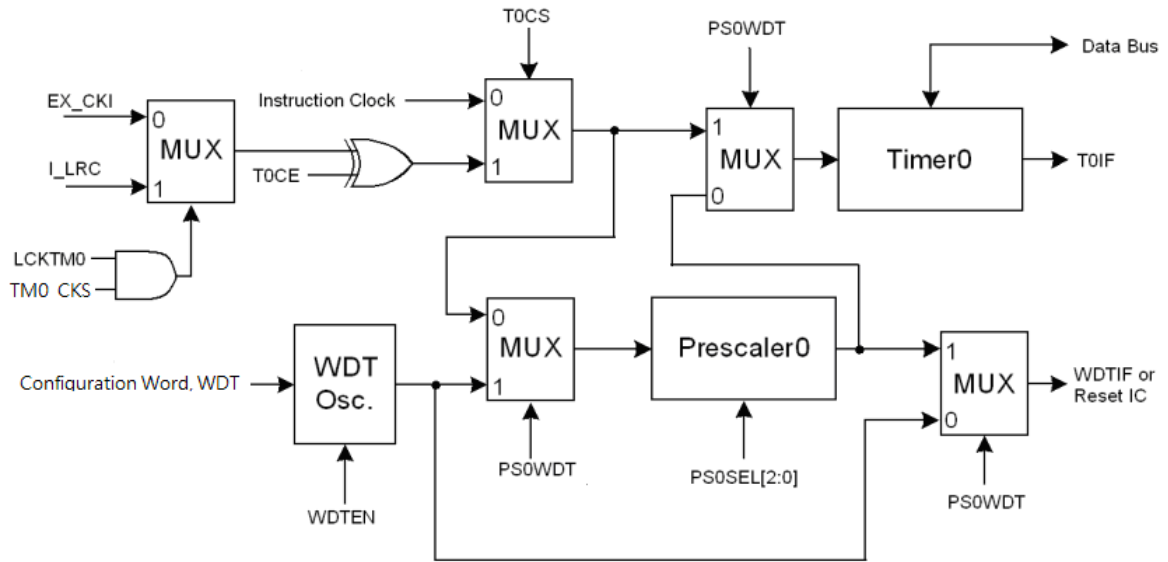 T0CS
PS0WDT
Data Bus
EX_CKI
0
MUX
I_LRC
1
Instruction Clock
0
MUX
1
T0CE
1
MUX
0
Timer0
T0IF
LCKTM0
TM0 CKS
0
MUX
1
Prescaler0
1
MUX
0
WDTIF or
Reset IC
Configuration Word, WDT
WDT
Osc.
PS0WDT
PS0SEL[2:0]
PS0WDT
WDTEN